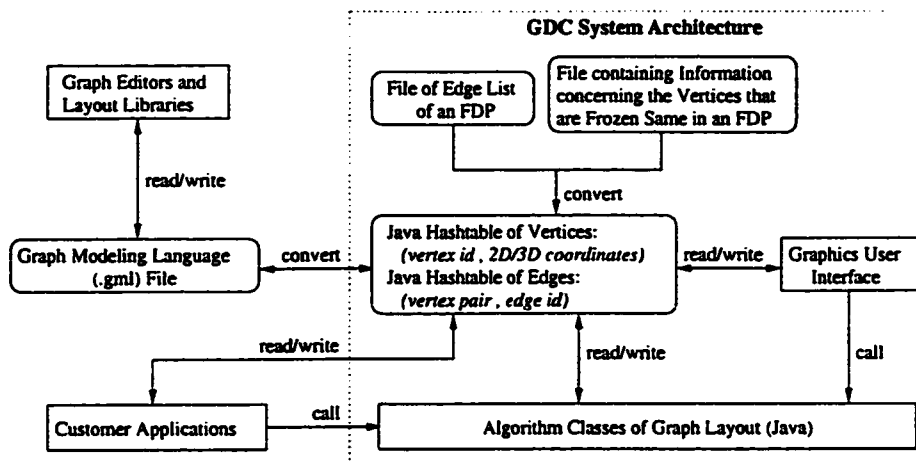 GDC System Architecture
Graph Editors and
Layout Libraries
File of Edge List
of an FDP
File containing Information
concerning the Vertices that
are Frozen Same in an FDP
read/write
convert
Graph Modeling Language
(.gml) File
convert
Java Hashtable of Vertices:
(vertex id , 2D/3D coordinates)
Java Hashtable of Edges:
(vertex pair , edge id)
read/write
Graphics User
Interface
read/write
read/write
call
Customer Applications
call
Algorithm Classes of Graph Layout (Java)